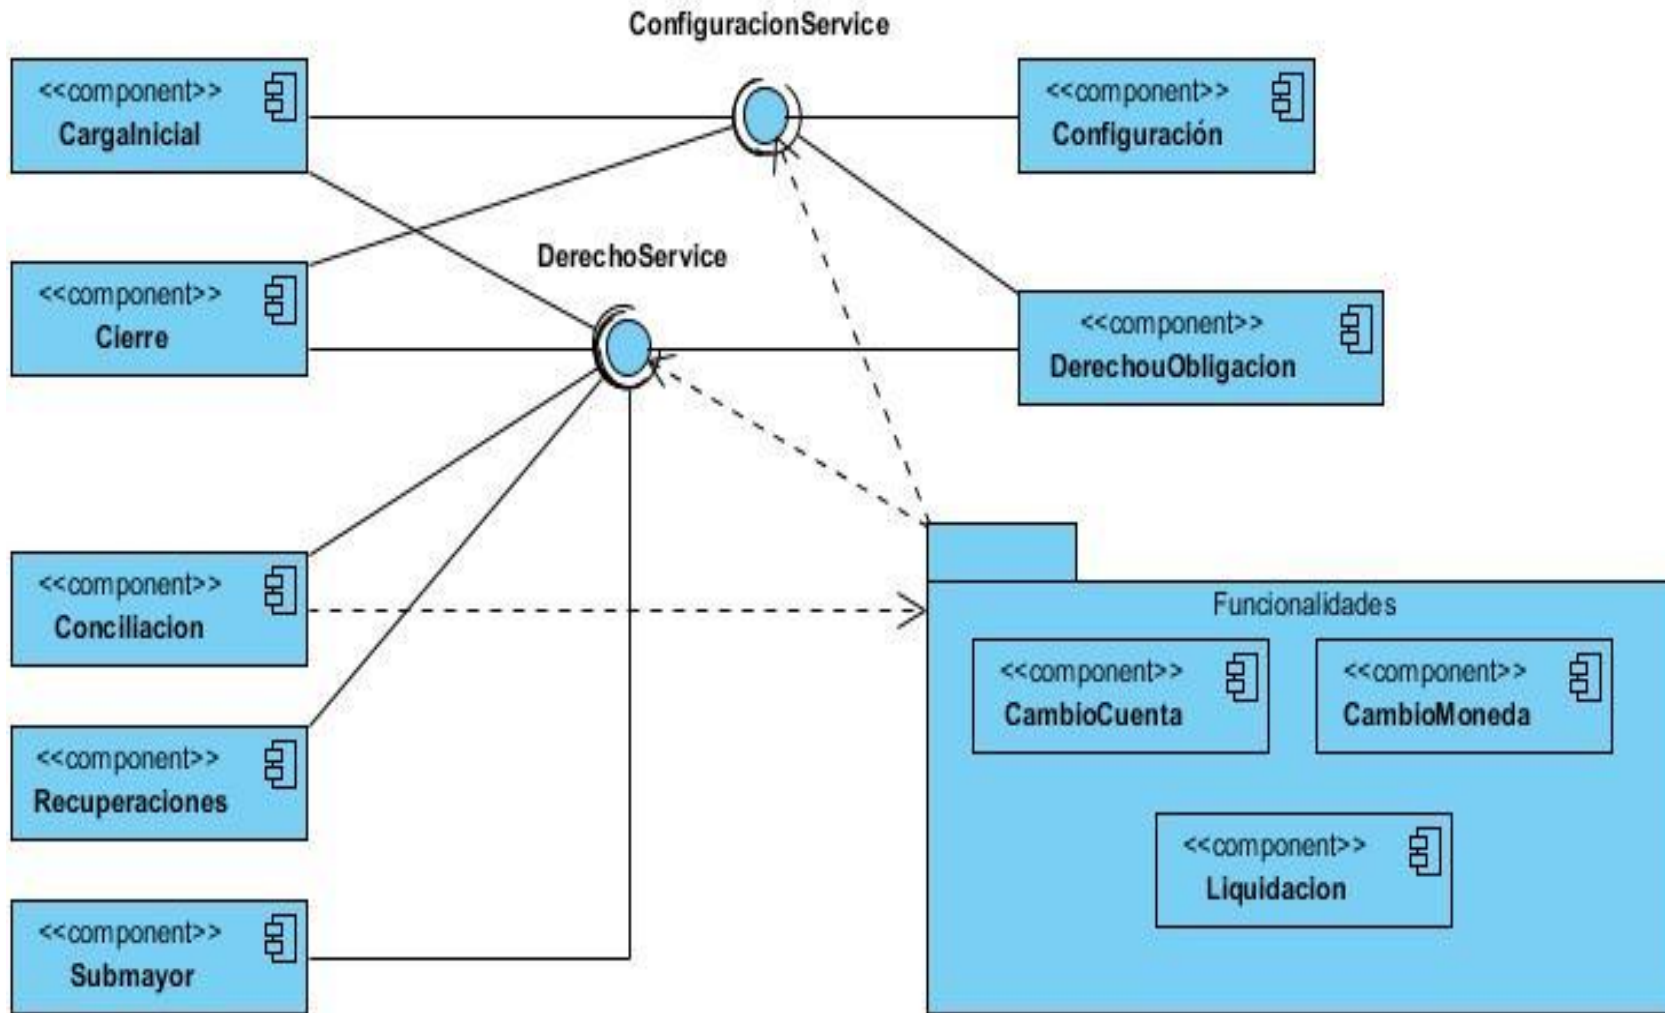 ConfiguracionService
<<component>>
CargaInicial
<<component>>
Configuración
DerechoService
<<component>>
Cierre
<<component>>
DerechouObligacion
<<component>>
Conciliacion
Funcionalidades
<<component>>
CambioCuenta
<<component>>
CambioMoneda
<<component>>
Recuperaciones
<<component>>
Liquidacion
<<component>>
Submayor